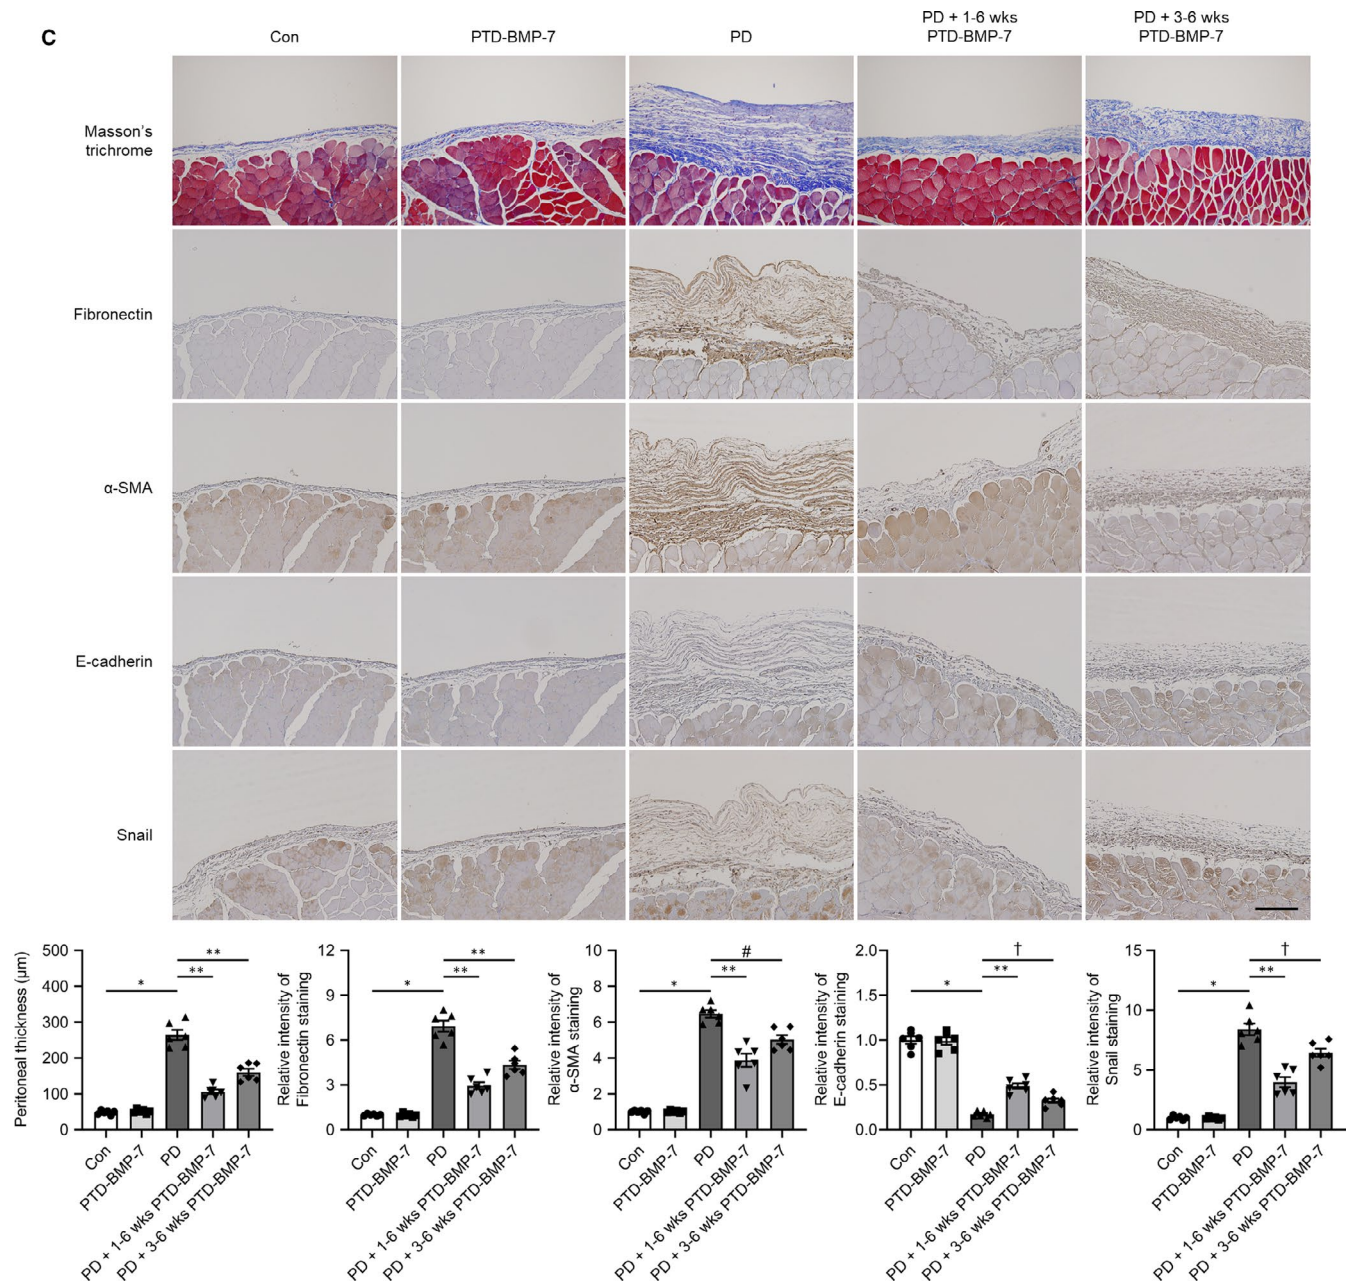 C
Con
PTD-BMP-7
PD
PD + 1-6 wks
PTD-BMP-7
PD + 3-6 wks
PTD-BMP-7
Masson's
trichrome
Fibronectin
α-SMA
E-cadherin
Snail
Peritoneal thickness (μm)
500
400
300
200
100
0
*
**
**
Con
PTD-BMP-7
PD
PD + 1-6 wks PTD-BMP-7
PD + 3-6 wks PTD-BMP-7
Relative intensity of
Fibronectin staining
12
9
6
3
0
*
**
**
Con
PTD-BMP-7
PD
PD + 1-6 wks PTD-BMP-7
PD + 3-6 wks PTD-BMP-7
Relative intensity of
α-SMA staining
10
8
6
4
2
0
*
**
#
Con
PTD-BMP-7
PD
PD + 1-6 wks PTD-BMP-7
PD + 3-6 wks PTD-BMP-7
Relative intensity of
E-cadherin staining
2.0
1.5
1.0
0.5
0.0
*
**
†
Con
PTD-BMP-7
PD
PD + 1-6 wks PTD-BMP-7
PD + 3-6 wks PTD-BMP-7
Relative intensity of
Snail staining
15
10
5
0
*
**
†
Con
PTD-BMP-7
PD
PD + 1-6 wks PTD-BMP-7
PD + 3-6 wks PTD-BMP-7